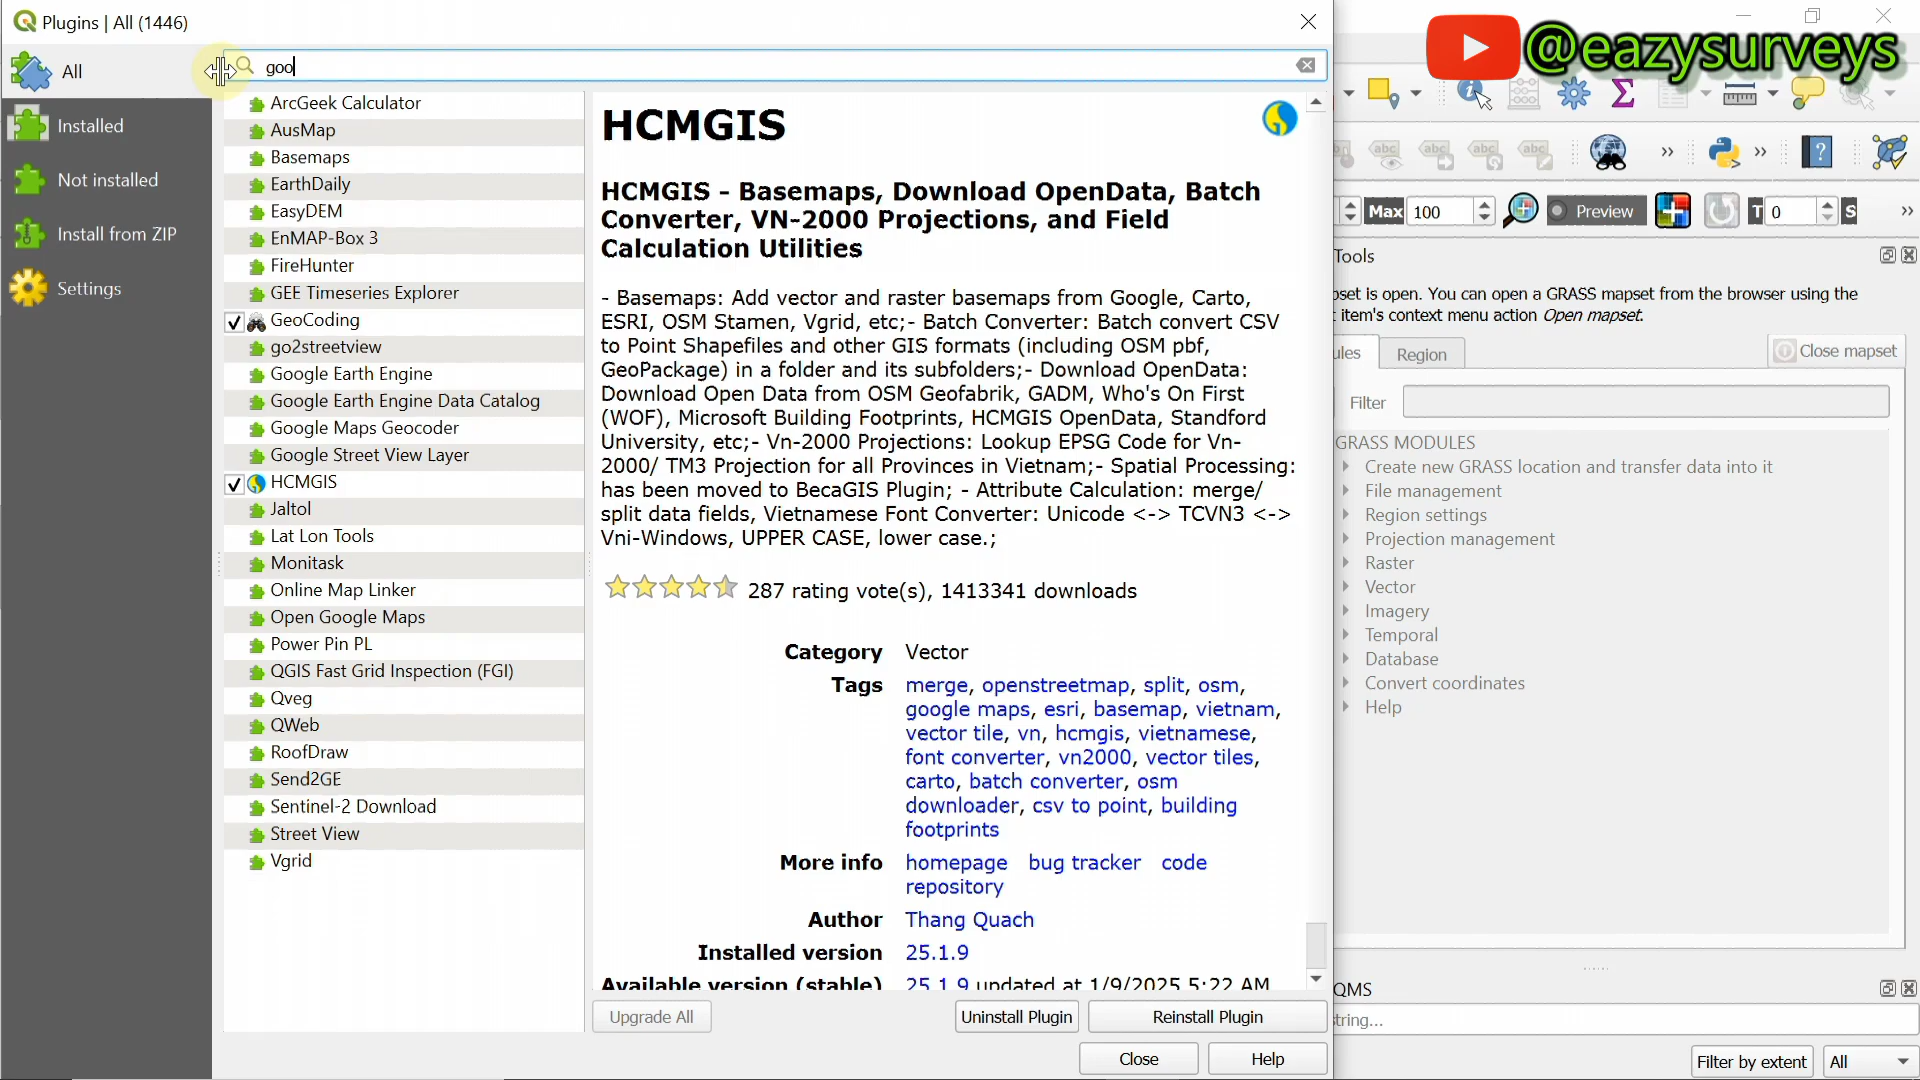 Plugins | All (1446)
@eazysurveys
All
goo
Installed
Not installed
Install from ZIP
Settings
ArcGeek Calculator
AusMap
Basemaps
EarthDaily
EasyDEM
EnMAP-Box 3
FireHunter
GEE Timeseries Explorer
GeoCoding
go2streetview
Google Earth Engine
Google Earth Engine Data Catalog
Google Maps Geocoder
Google Street View Layer
HCMGIS
Jaltol
Lat Lon Tools
Monitask
Online Map Linker
Open Google Maps
Power Pin PL
QGIS Fast Grid Inspection (FGI)
Qveg
QWeb
RoofDraw
Send2GE
Sentinel-2 Download
Street View
Vgrid
HCMGIS
HCMGIS - Basemaps, Download OpenData, Batch
Converter, VN-2000 Projections, and Field
Calculation Utilities
- Basemaps: Add vector and raster basemaps from Google, Carto,
ESRI, OSM Stamen, Vgrid, etc;- Batch Converter: Batch convert CSV
to Point Shapefiles and other GIS formats (including OSM pbf,
GeoPackage) in a folder and its subfolders;- Download OpenData:
Download Open Data from OSM Geofabrik, GADM, Who's On First
(WOF), Microsoft Building Footprints, HCMGIS OpenData, Standford
University, etc;- Vn-2000 Projections: Lookup EPSG Code for Vn-
2000/ TM3 Projection for all Provinces in Vietnam;- Spatial Processing:
has been moved to BecaGIS Plugin; - Attribute Calculation: merge/
split data fields, Vietnamese Font Converter: Unicode <-> TCVN3 <->
Vni-Windows, UPPER CASE, lower case.;
287 rating vote(s), 1413341 downloads
Category Vector
Tags merge, openstreetmap, split, osm,
google maps, esri, basemap, vietnam,
vector tile, vn, hcmgis, vietnamese,
font converter, vn2000, vector tiles,
carto, batch converter, osm
downloader, csv to point, building
footprints
More info homepage bug tracker code
repository
Author Thang Quach
Installed version 25.1.9
Available version (stable) 25.1.9 updated at 1/9/2025 5:22 AM
Upgrade All
Uninstall Plugin
Reinstall Plugin
Close
Help
abc
abc
abc
abc
Max 100
Preview
T 0
S
Tools
pset is open. You can open a GRASS mapset from the browser using the
item's context menu action Open mapset.
ules
Region
Close mapset
Filter
GRASS MODULES
Create new GRASS location and transfer data into it
File management
Region settings
Projection management
Raster
Vector
Imagery
Temporal
Database
Convert coordinates
Help
QMS
tring...
Filter by extent
All